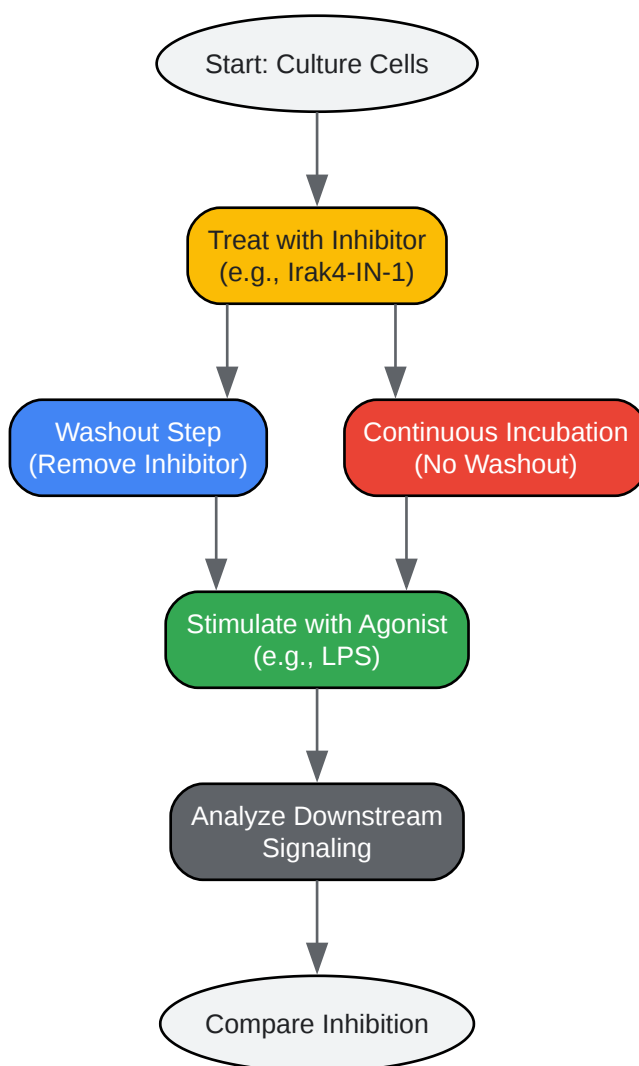 Start: Culture Cells
Treat with Inhibitor
(e.g., Irak4-IN-1)
Washout Step
(Remove Inhibitor)
Continuous Incubation
(No Washout)
Stimulate with Agonist
(e.g., LPS)
Analyze Downstream
Signaling
Compare Inhibition